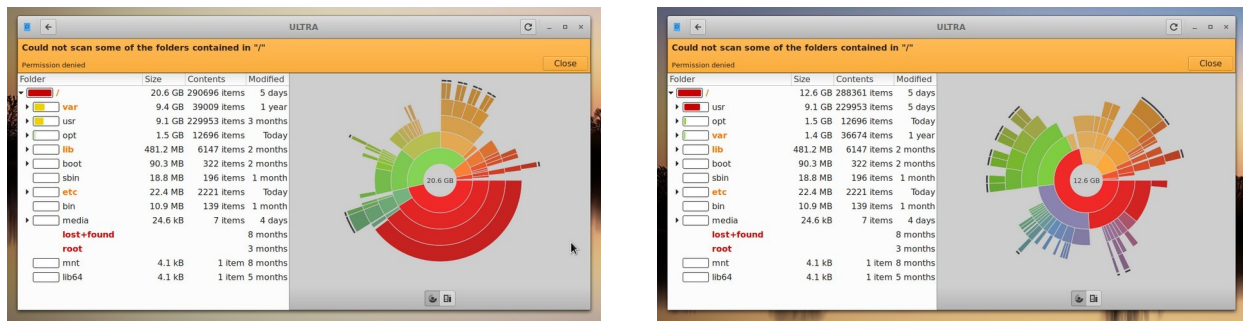 ULTRA
Could not scan some of the folders contained in "/"
Permission denied
Close
Folder Size Contents Modified
/ 20.6 GB 290696 items 5 days
var 9.4 GB 39009 items 1 year
usr 9.1 GB 229953 items 3 months
opt 1.5 GB 12696 items Today
lib 481.2 MB 6147 items 2 months
boot 90.3 MB 322 items 2 months
sbin 18.8 MB 196 items 1 month
etc 22.4 MB 2221 items Today
bin 10.9 MB 139 items 1 month
media 24.6 kB 7 items 4 days
lost+found 8 months
root 3 months
mnt 4.1 kB 1 item 8 months
lib64 4.1 kB 1 item 5 months
20.6 GB
ULTRA
Could not scan some of the folders contained in "/"
Permission denied
Close
Folder Size Contents Modified
/ 12.6 GB 288361 items 5 days
usr 9.1 GB 229953 items 5 days
opt 1.5 GB 12696 items Today
var 1.4 GB 36674 items 1 year
lib 481.2 MB 6147 items 2 months
boot 90.3 MB 322 items 2 months
sbin 18.8 MB 196 items 1 month
etc 22.4 MB 2221 items Today
bin 10.9 MB 139 items 1 month
media 24.6 kB 7 items 4 days
lost+found 8 months
root 3 months
mnt 4.1 kB 1 item 8 months
lib64 4.1 kB 1 item 5 months
12.6 GB